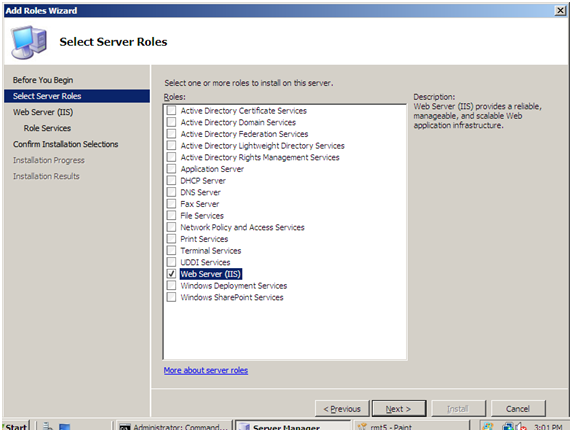 Add Roles Wizard
Select Server Roles
Before You Begin
Select Server Roles
Web Server (IIS)
Role Services
Confirm Installation Selections
Installation Progress
Installation Results
Select one or more roles to install on this server.
Roles:
Active Directory Certificate Services
Active Directory Domain Services
Active Directory Federation Services
Active Directory Lightweight Directory Services
Active Directory Rights Management Services
Application Server
DHCP Server
DNS Server
Fax Server
File Services
Network Policy and Access Services
Print Services
Terminal Services
UDDI Services
Web Server (IIS)
Windows Deployment Services
Windows SharePoint Services
More about server roles
Description:
Web Server (IIS) provides a reliable,
manageable, and scalable Web
application infrastructure.
< Previous
Next >
Install
Cancel
Start
Administrator: Command...
Server Manager
rmt5 - Paint
3:01 PM